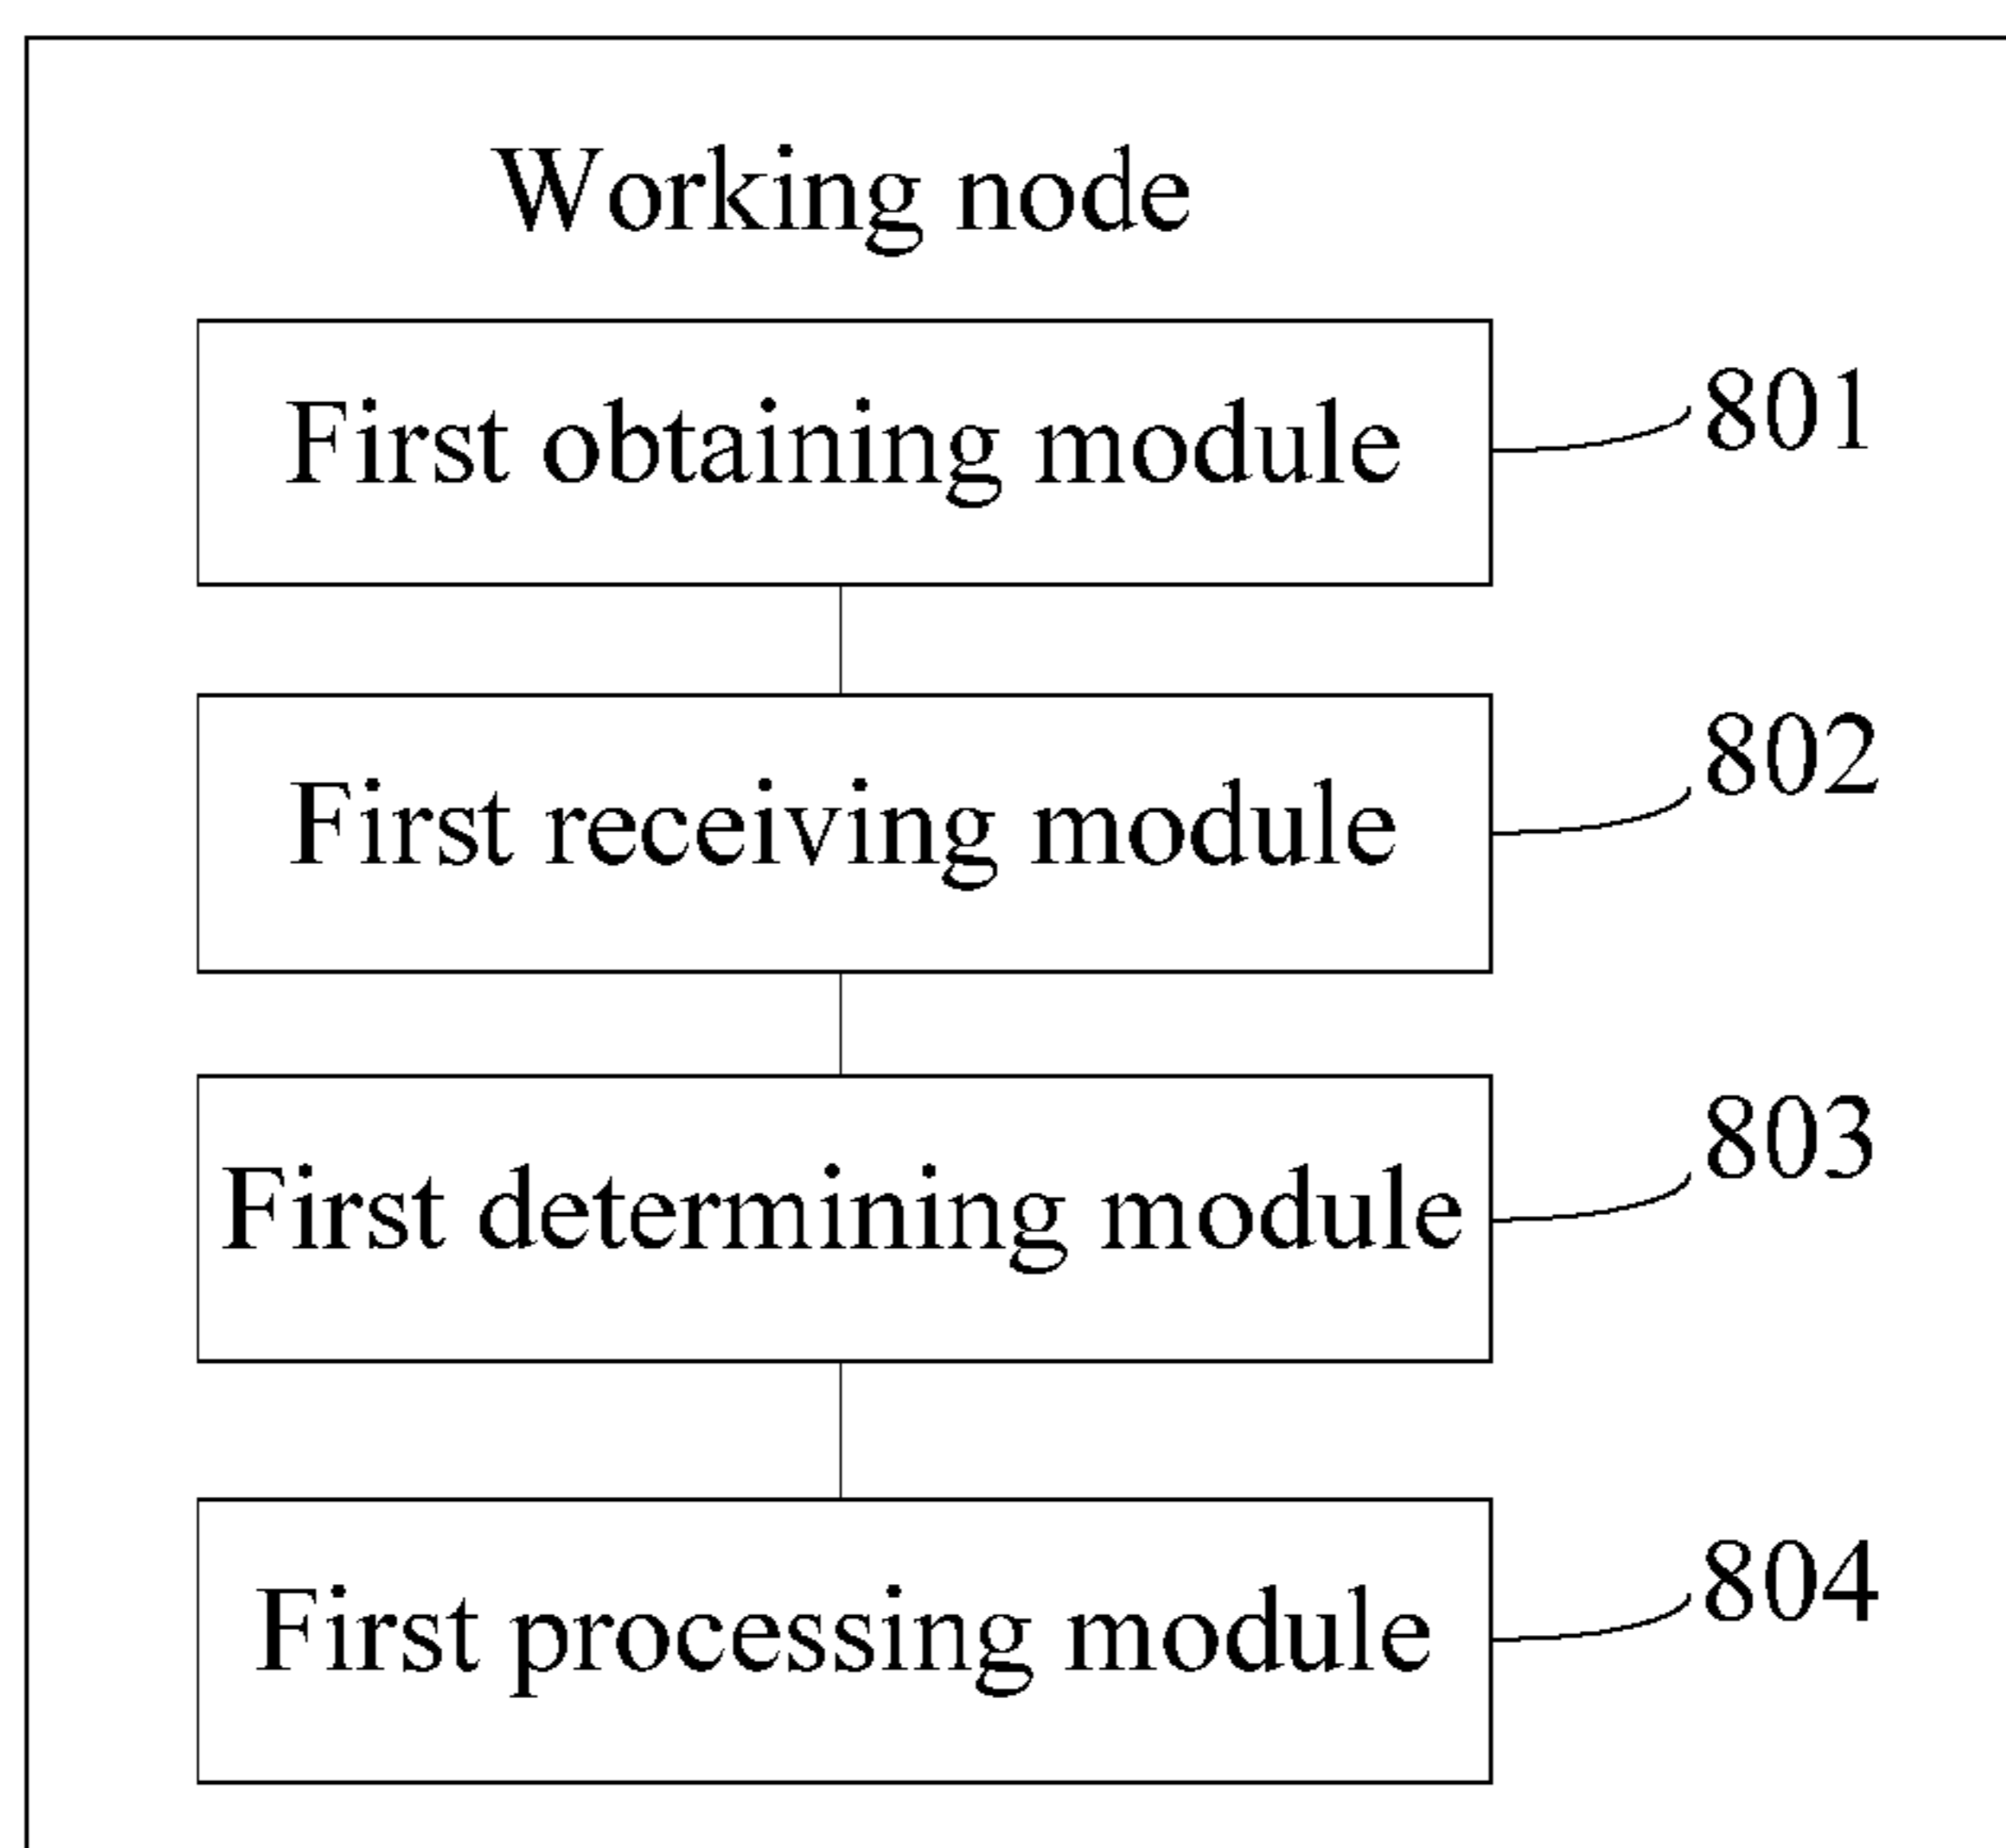 Working node
First obtaining module
801
First receiving module
802
First determining module
803
First processing module
804